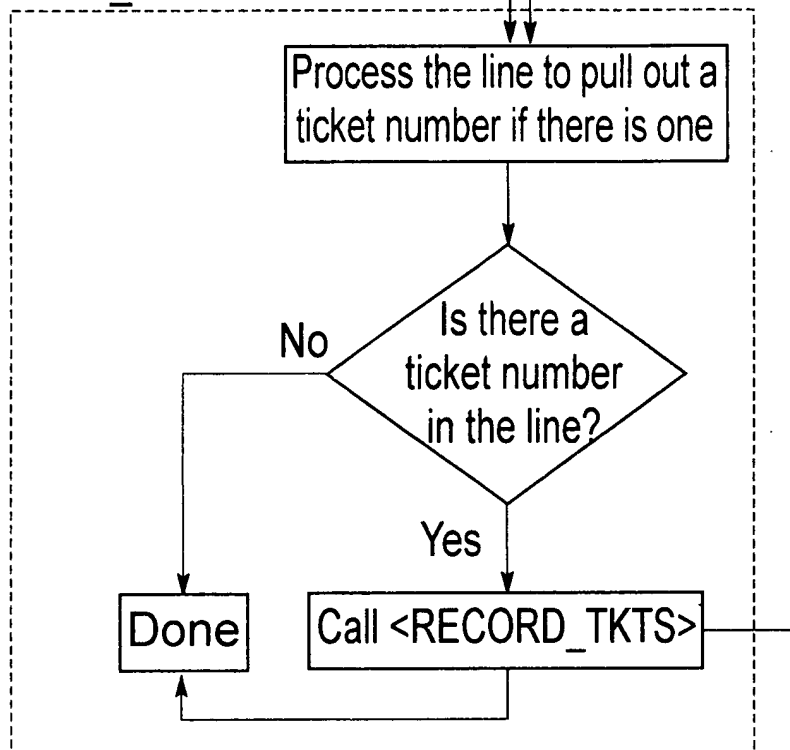 Process the line to pull out a
ticket number if there is one
Is there a
ticket number
in the line?
No
Yes
Done
Call <RECORD_TKTS>